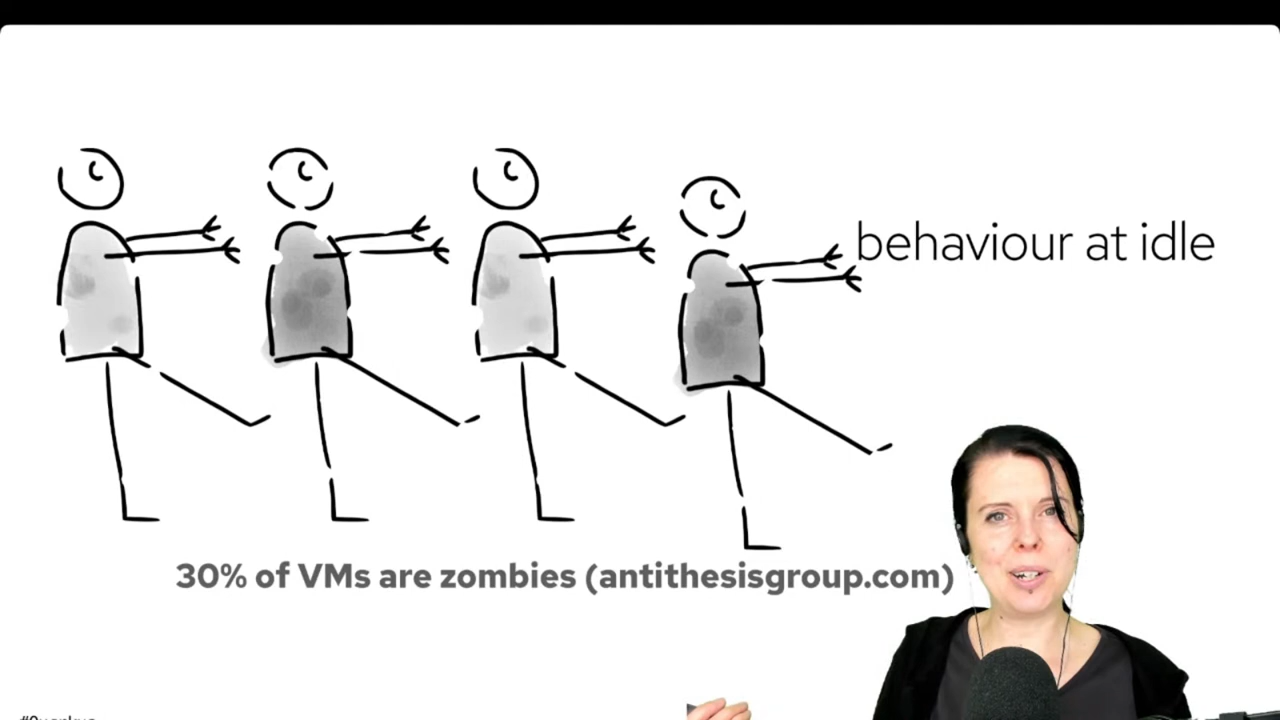 behaviour at idle
30% of VMs are zombies (antithesisgroup.com)